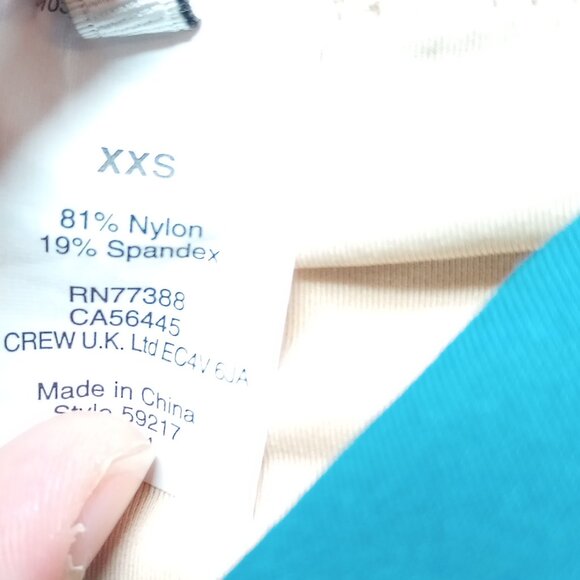 XXS
81% Nylon
19% Spandex
RN77388
CA56445
CREW U.K. Ltd EC4V 6JA
Made in China
Style 59217